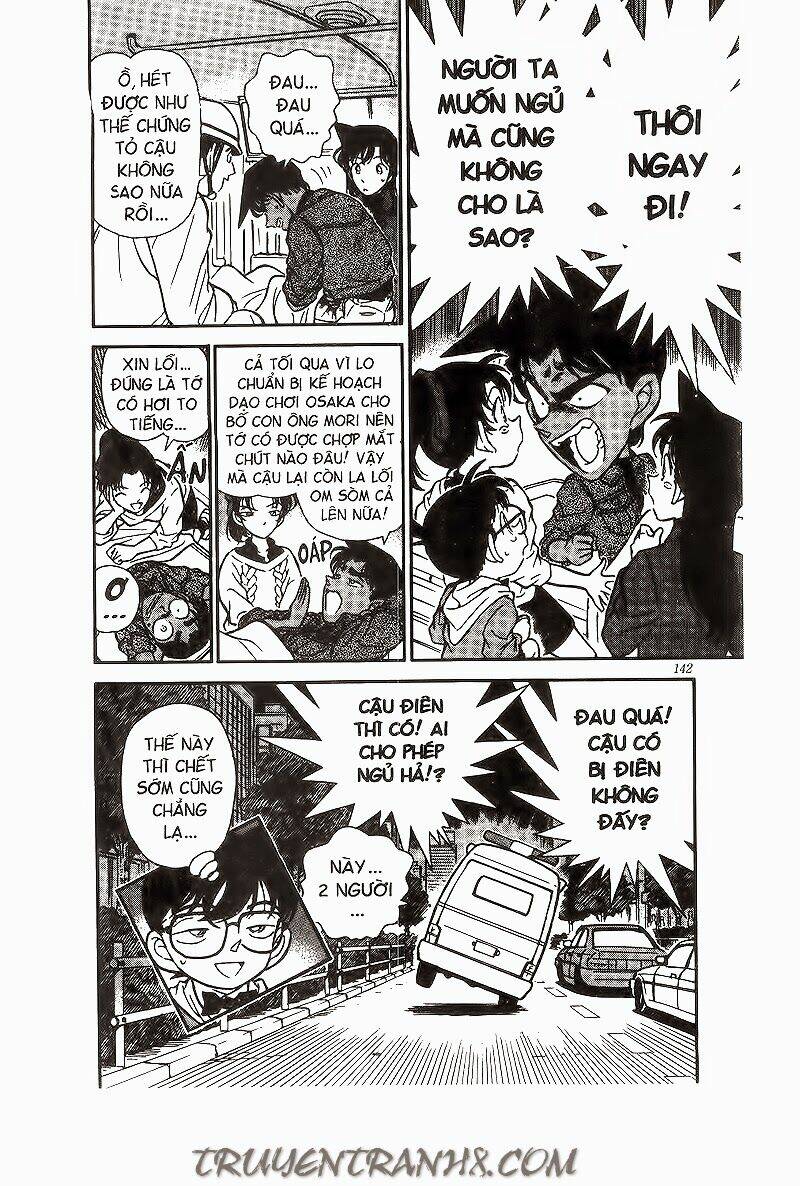 THÔI
NGAY
ĐI!
NGƯỜI TA
MUỐN NGỦ
MÀ CŨNG
KHÔNG
CHO LÀ
SAO?
ĐAU...
ĐAU
QUÁ...
Ồ, HÉT
ĐƯỢC NHƯ
THẾ CHỨNG
TỎ CẬU
KHÔNG
SAO NỮA
RỒI...
CẢ TỐI QUA VÌ LO
CHUẨN BỊ KẾ HOẠCH
DẠO CHƠI OSAKA CHO
BỐ CON ÔNG MORI NÊN
TỚ CÓ ĐƯỢC CHỢP MẮT
CHÚT NÀO ĐÂU! VẬY
MÀ CẬU LẠI CÒN LA LỐI
OM SÒM CẢ
LÊN NỮA!
OÁP
XIN LỖI...
ĐÚNG LÀ TỚ
CÓ HƠI TO
TIẾNG...
ẤN
Ơ
...
142
ĐAU QUÁ!
CẬU CÓ
BỊ ĐIÊN
KHÔNG
ĐẤY?
CẬU ĐIÊN
THÌ CÓ! AI
CHO PHÉP
NGỦ HẢ!?
NÀY...
2 NGƯỜI
...
THẾ NÀY
THÌ CHẾT
SỚM CŨNG
CHẲNG
LẠ...
TRUYENTRANH8.COM